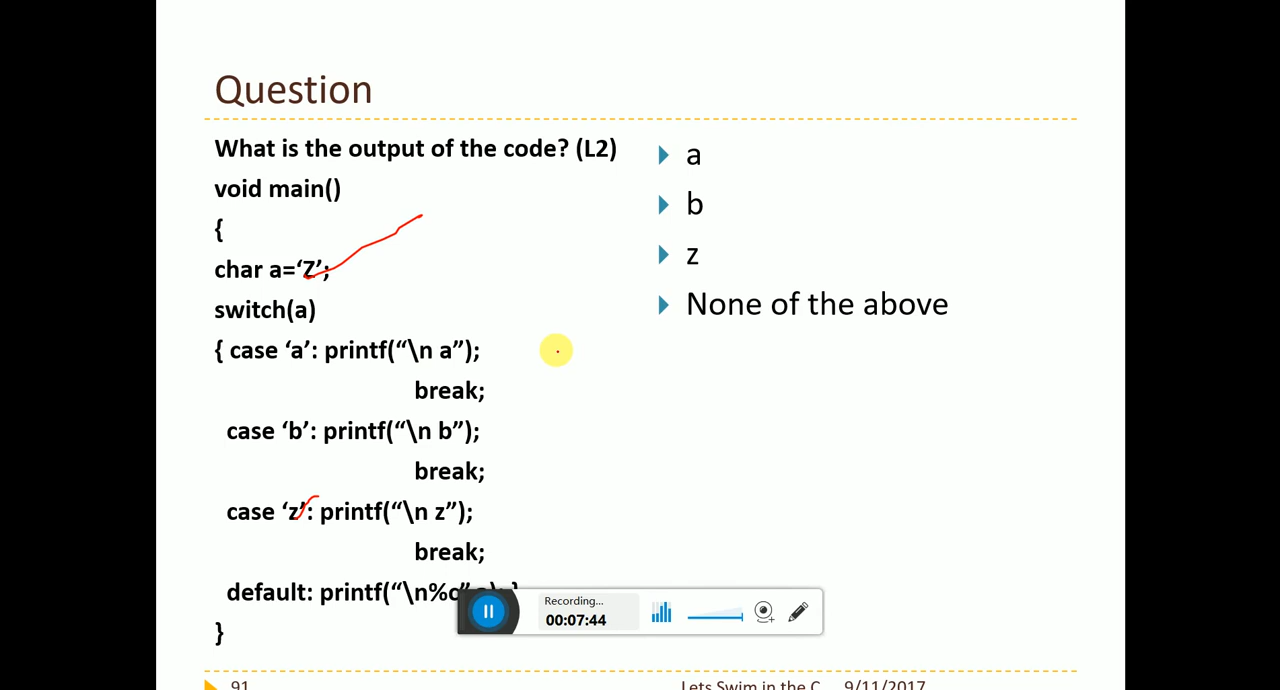 Question
What is the output of the code? (L2)
void main()
{
char a=‘Z’;
switch(a)
{ case ‘a’: printf(“\n a”);
break;
case ‘b’: printf(“\n b”);
break;
case ‘z’: printf(“\n z”);
break;
default: printf(“\n%c”
}
a
b
z
None of the above
Recording...
00:07:44
91
Lets Swim in the C... 9/11/2017